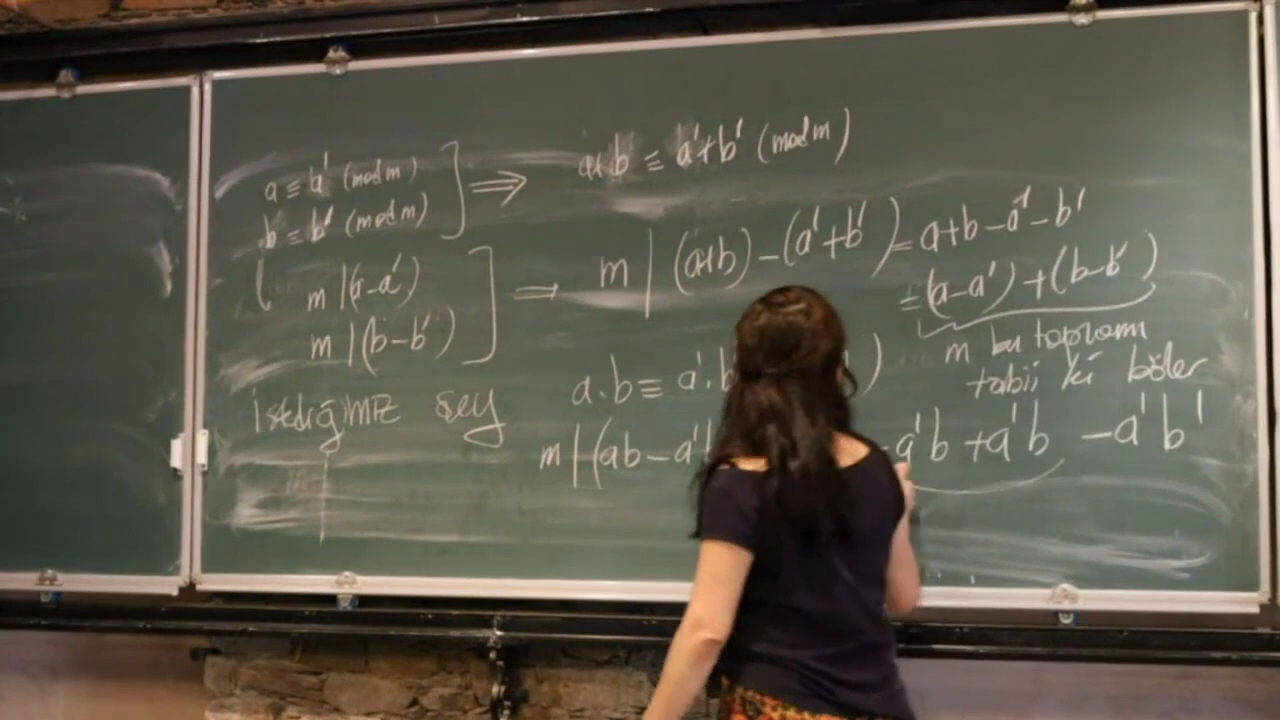 a ≡ a' (mod m)
b ≡ b' (mod m)
⇒ a+b ≡ a'+b' (mod m)
m | (a-a')
m | (b-b')
⇒ m | (a+b) - (a'+b') = a+b-a'-b'
= (a-a') + (b-b')
m bu toplamı
tabii ki böler
İstediğimiz şey
a.b ≡ a'.b )
m | (ab - a' -a'b + a'b - a'b'